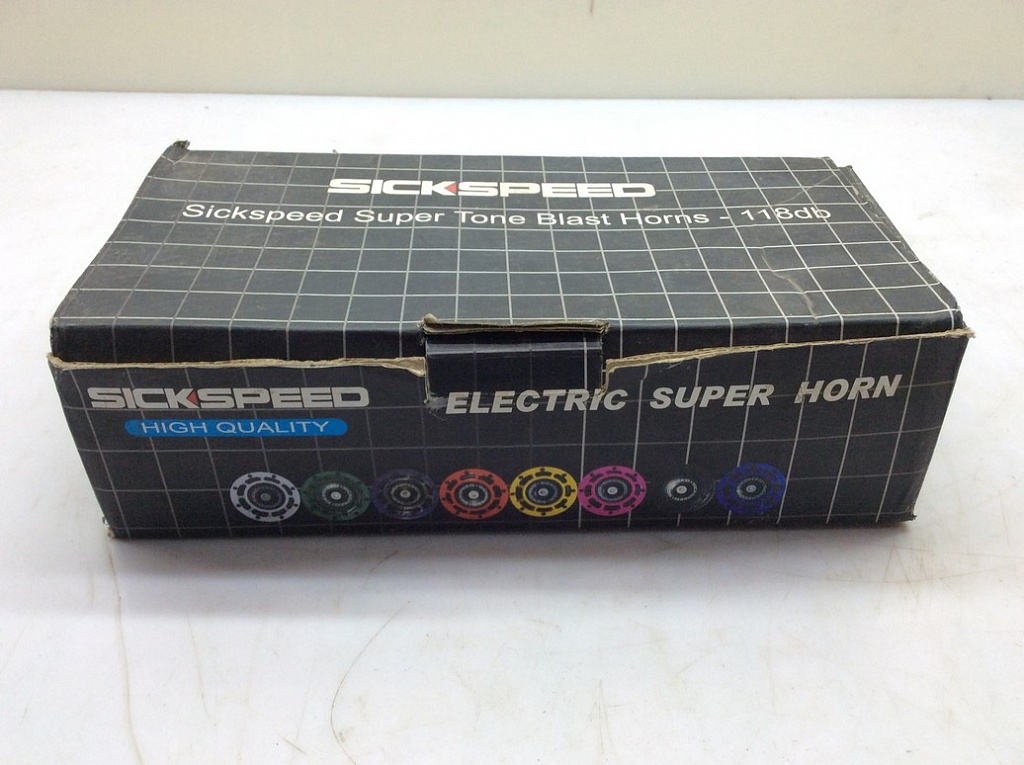 SICKSPEED
Sickspeed Super Tone Blast Horns - 118db
SICKSPEED
HIGH QUALITY
ELECTRIC SUPER HORN